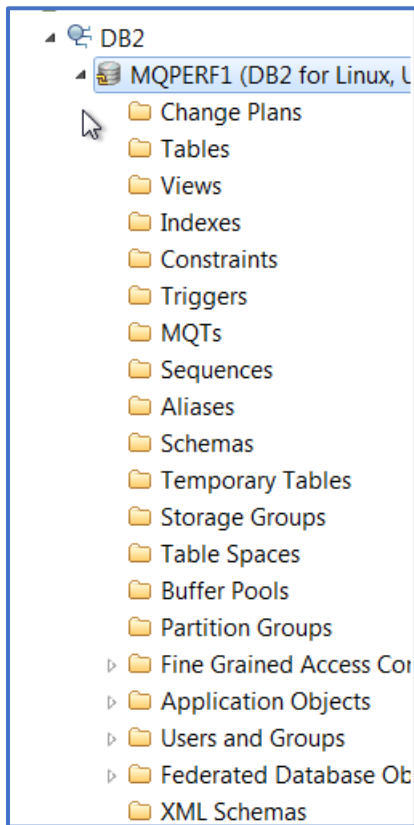 DB2
MQPERF1 (DB2 for Linux, U
Change Plans
Tables
Views
Indexes
Constraints
Triggers
MQTs
Sequences
Aliases
Schemas
Temporary Tables
Storage Groups
Table Spaces
Buffer Pools
Partition Groups
Fine Grained Access Con
Application Objects
Users and Groups
Federated Database Ob
XML Schemas